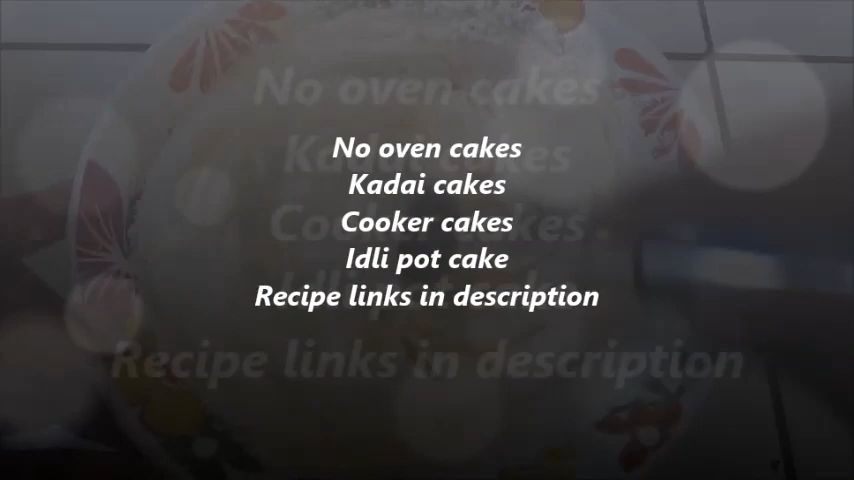 No oven cakes
Kadai cakes
Cooker cakes
Idli pot cake
Recipe links in description